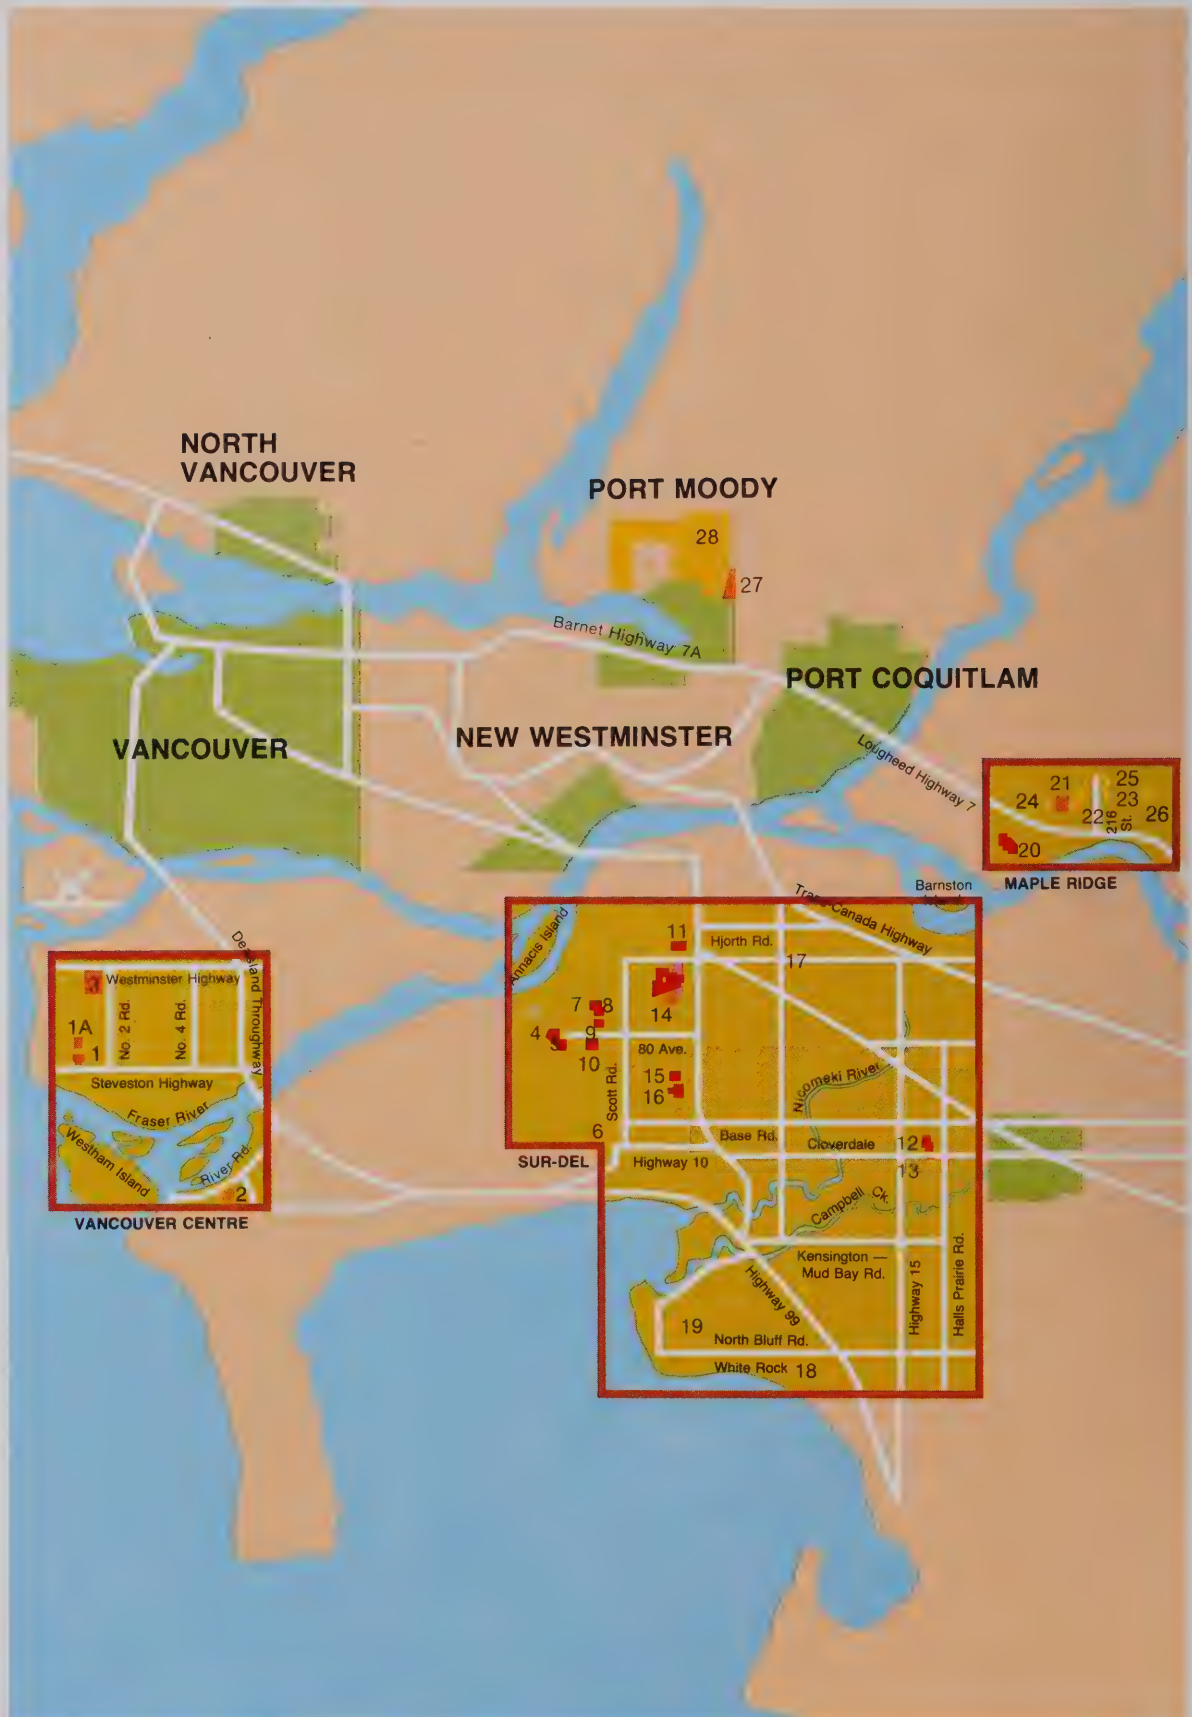 NORTH
VANCOUVER
PORT MOODY
28
27
Barnet Highway 7A
PORT COQUITLAM
NEW WESTMINSTER
VANCOUVER
Lougheed Highway 7
21
25
24
23
22
216
St.
26
20
MAPLE RIDGE
Barnston
Trans-Canada Highway
Annacis Island
11
Hjorth Rd.
17
Deas Island Throughway
3
Westminster Highway
No. 2 Rd.
No. 4 Rd.
1A
1
Steveston Highway
Fraser River
Westham Island
River Rd.
2
VANCOUVER CENTRE
7
8
14
4
5
9
10
80 Ave.
15
16
Scott Rd.
Nicomeki River
6
Base Rd.
Cloverdale
12
SUR-DEL
Highway 10
13
Campbell Ck.
Kensington —
Mud Bay Rd.
Highway 99
Highway 15
Halls Prairie Rd.
19
North Bluff Rd.
White Rock 18